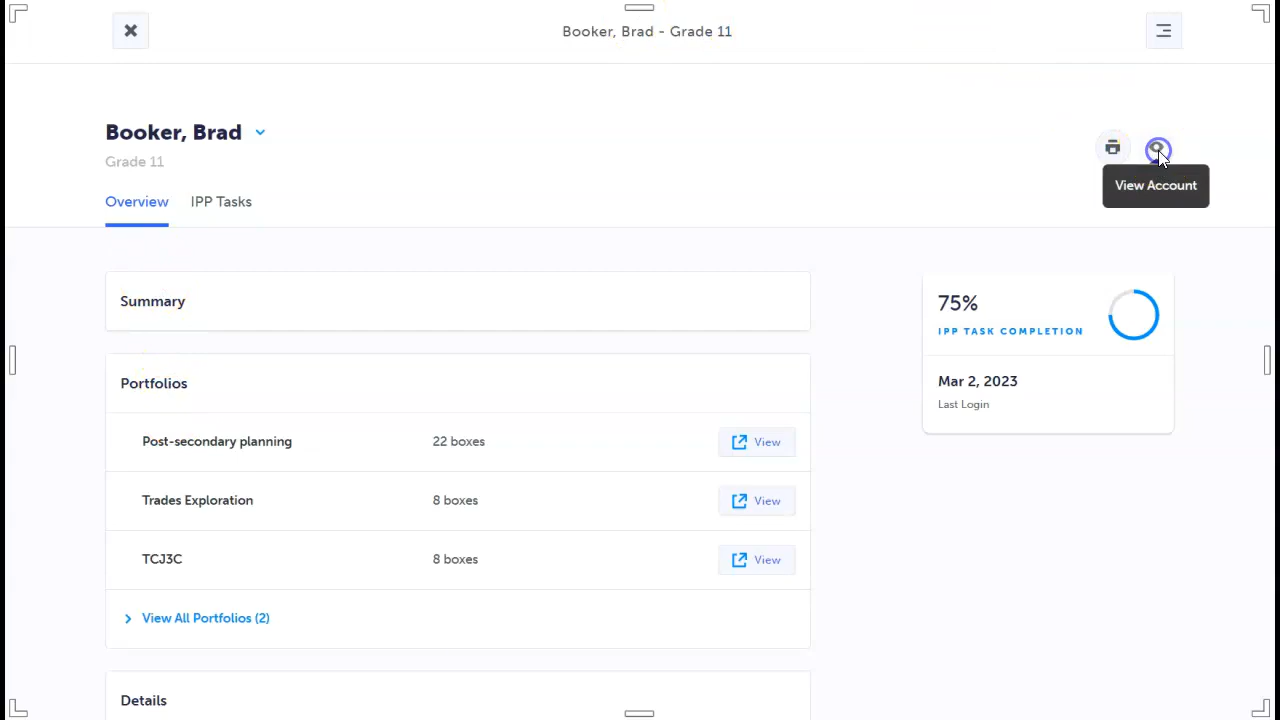 Booker, Brad - Grade 11
Booker, Brad
Grade 11
View Account
Overview IPP Tasks
Summary
75%
IPP TASK COMPLETION
Mar 2, 2023
Last Login
Portfolios
Post-secondary planning 22 boxes View
Trades Exploration 8 boxes View
TCJ3C 8 boxes View
View All Portfolios (2)
Details